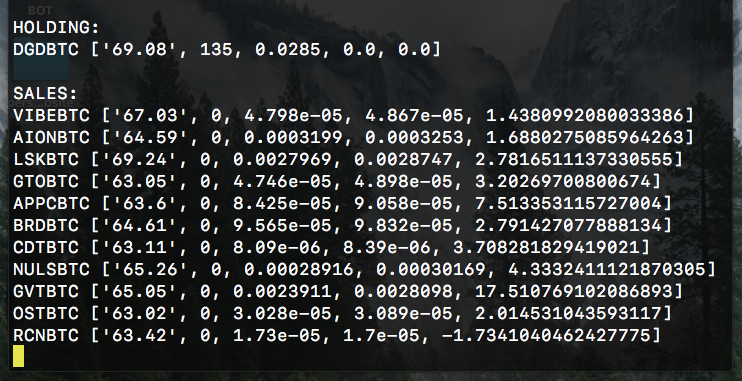 BOT
HOLDING:
DGDBTC ['69.08', 135, 0.0285, 0.0, 0.0]
SALES:
VIBEBTC ['67.03', 0, 4.798e-05, 4.867e-05, 1.4380992080033386]
AIONBTC ['64.59', 0, 0.0003199, 0.0003253, 1.6880275085964263]
LSKBTC ['69.24', 0, 0.0027969, 0.0028747, 2.7816511137330555]
GTOBTC ['63.05', 0, 4.746e-05, 4.898e-05, 3.20269700800674]
APPCBTC ['63.6', 0, 8.425e-05, 9.058e-05, 7.513353115727004]
BRDBTC ['64.61', 0, 9.565e-05, 9.832e-05, 2.791427077888134]
CDTBTC ['63.11', 0, 8.09e-06, 8.39e-06, 3.708281829419021]
NULSBTC ['65.26', 0, 0.00028916, 0.00030169, 4.3332411121870305]
GVTBTC ['65.05', 0, 0.0023911, 0.0028098, 17.510769102086893]
OSTBTC ['63.02', 0, 3.028e-05, 3.089e-05, 2.014531043593117]
RCNBTC ['63.42', 0, 1.73e-05, 1.7e-05, -1.7341040462427775]